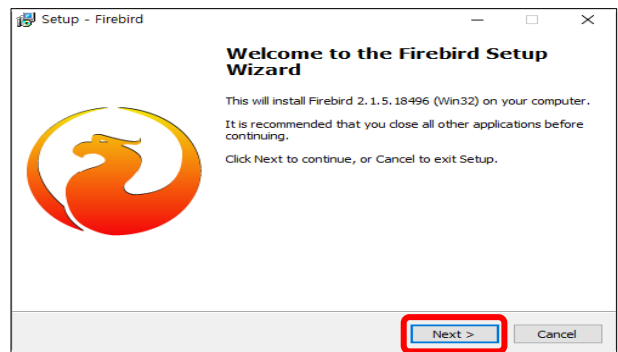 Setup - Firebird
Welcome to the Firebird Setup
Wizard
This will install Firebird 2.1.5.18496 (Win32) on your computer.
It is recommended that you close all other applications before
continuing.
Click Next to continue, or Cancel to exit Setup.
Next >
Cancel